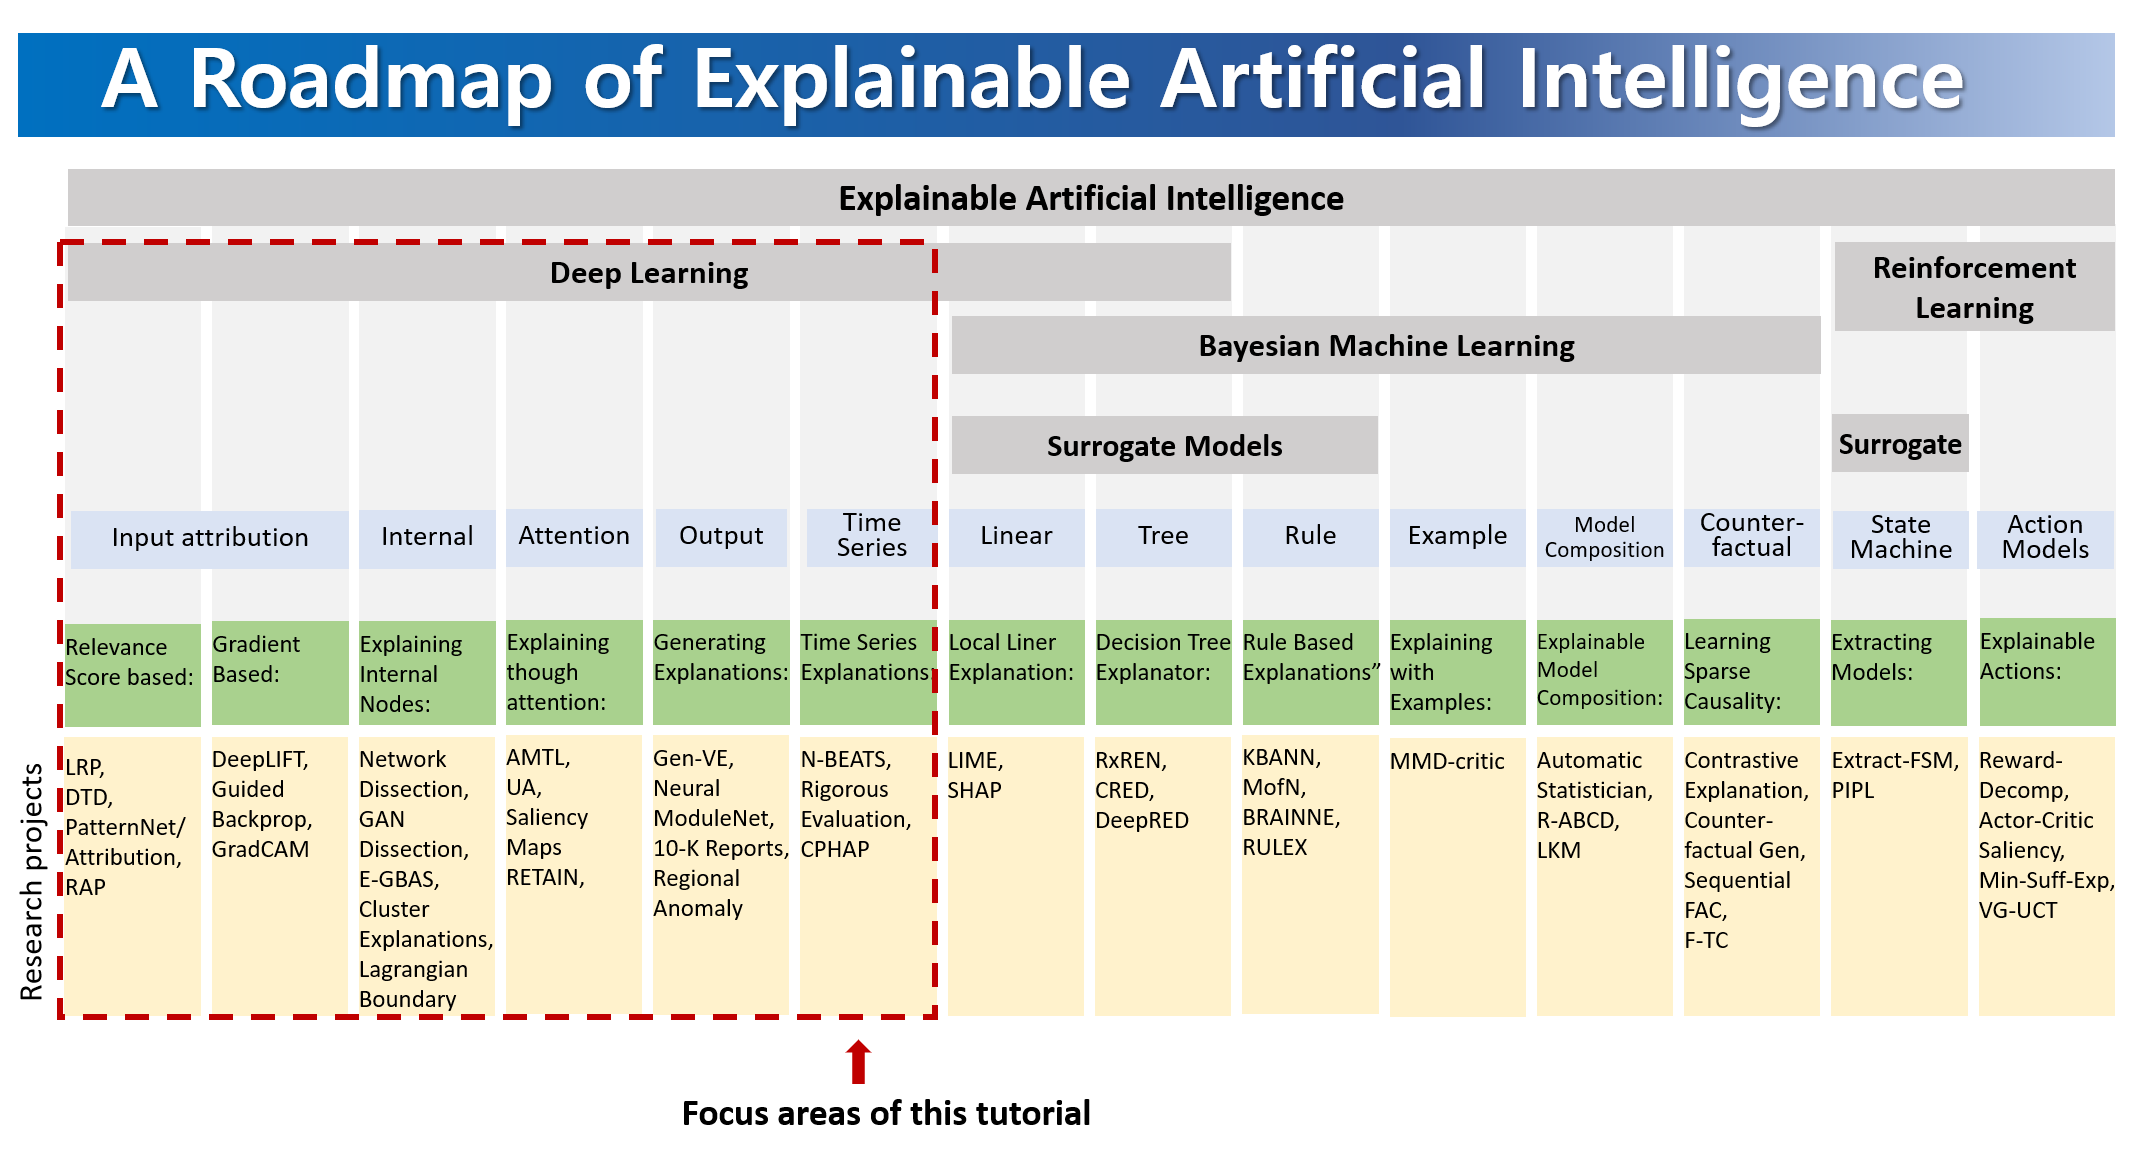 A Roadmap of Explainable Artificial Intelligence
Explainable Artificial Intelligence
Deep Learning
Reinforcement
Learning
Bayesian Machine Learning
Surrogate Models
Surrogate
Input attribution
Internal
Attention
Output
Time
Series
Linear
Tree
Rule
Example
Model
Composition
Counter-
factual
State
Machine
Action
Models
Relevance
Score based:
Gradient
Based:
Explaining
Internal
Nodes:
Explaining
though
attention:
Generating
Explanations:
Time Series
Explanations:
Local Liner
Explanation:
Decision Tree
Explanator:
Rule Based
Explanations”
Explaining
with
Examples:
Explainable
Model
Composition:
Learning
Sparse
Causality:
Extracting
Models:
Explainable
Actions:
Research projects
LRP,
DTD,
PatternNet/
Attribution,
RAP
DeepLIFT,
Guided
Backprop,
GradCAM
Network
Dissection,
GAN
Dissection,
E-GBAS,
Cluster
Explanations,
Lagrangian
Boundary
AMTL,
UA,
Saliency
Maps
RETAIN,
Gen-VE,
Neural
ModuleNet,
10-K Reports,
Regional
Anomaly
N-BEATS,
Rigorous
Evaluation,
CPHAP
LIME,
SHAP
RxREN,
CRED,
DeepRED
KBANN,
MofN,
BRAINNE,
RULEX
MMD-critic
Automatic
Statistician,
R-ABCD,
LKM
Contrastive
Explanation,
Counter-
factual Gen,
Sequential
FAC,
F-TC
Extract-FSM,
PIPL
Reward-
Decomp,
Actor-Critic
Saliency,
Min-Suff-Exp,
VG-UCT
Focus areas of this tutorial